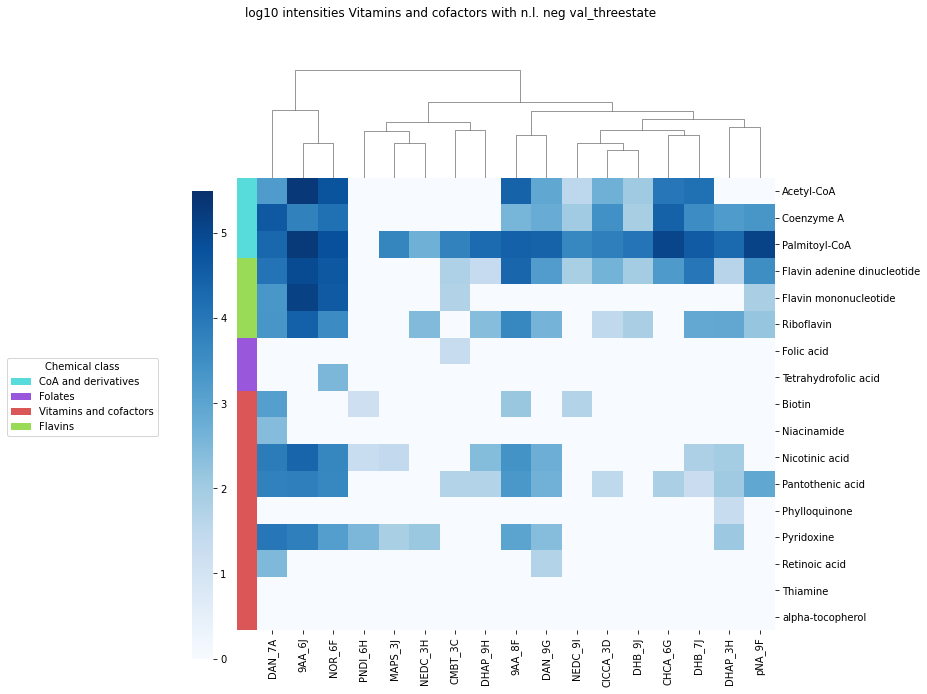 log10 intensities Vitamins and cofactors with n.l. neg val_threestate
Chemical class
CoA and derivatives
Folates
Vitamins and cofactors
Flavins
5
4
3
2
1
0
Acetyl-CoA
Coenzyme A
Palmitoyl-CoA
Flavin adenine dinucleotide
Flavin mononucleotide
Riboflavin
Folic acid
Tetrahydrofolic acid
Biotin
Niacinamide
Nicotinic acid
Pantothenic acid
Phylloquinone
Pyridoxine
Retinoic acid
Thiamine
alpha-tocopherol
DAN_7A
9AA_6J
NOR_6F
PNDI_6H
MAPS_3J
NEDC_3H
CMBT_3C
DHAP_9H
9AA_8F
DAN_9G
NEDC_9I
ClCCA_3D
DHB_9J
CHCA_6G
DHB_7J
DHAP_3H
pNA_9F